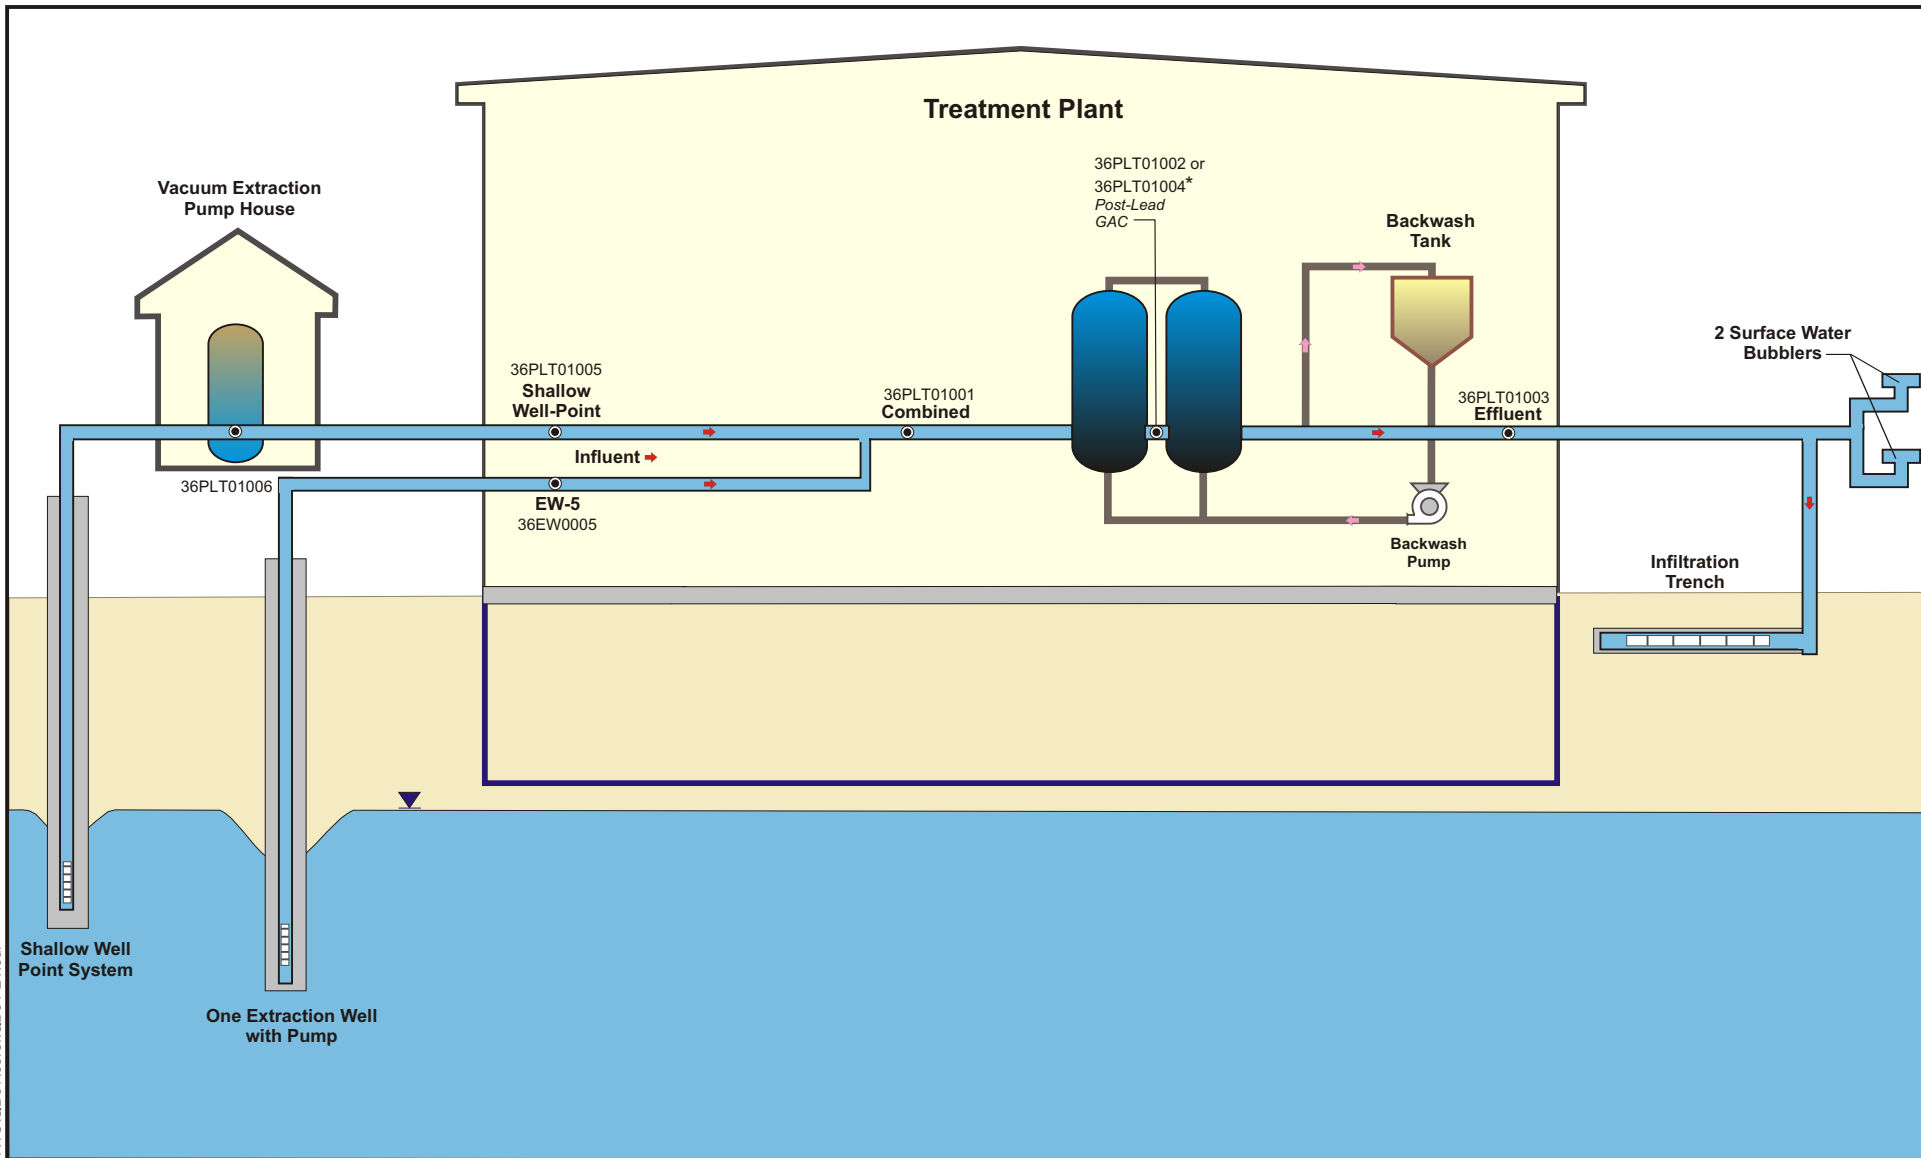 Treatment Plant
Vacuum Extraction
Pump House
36PLT01002 or
36PLT01004*
Post-Lead
GAC
Backwash
Tank
2 Surface Water
Bubblers
36PLT01005
Shallow
Well-Point
36PLT01001
Combined
36PLT01003
Effluent
Influent
36PLT01006
EW-5
36EW0005
Backwash
Pump
Infiltration
Trench
Shallow Well
Point System
One Extraction Well
with Pump